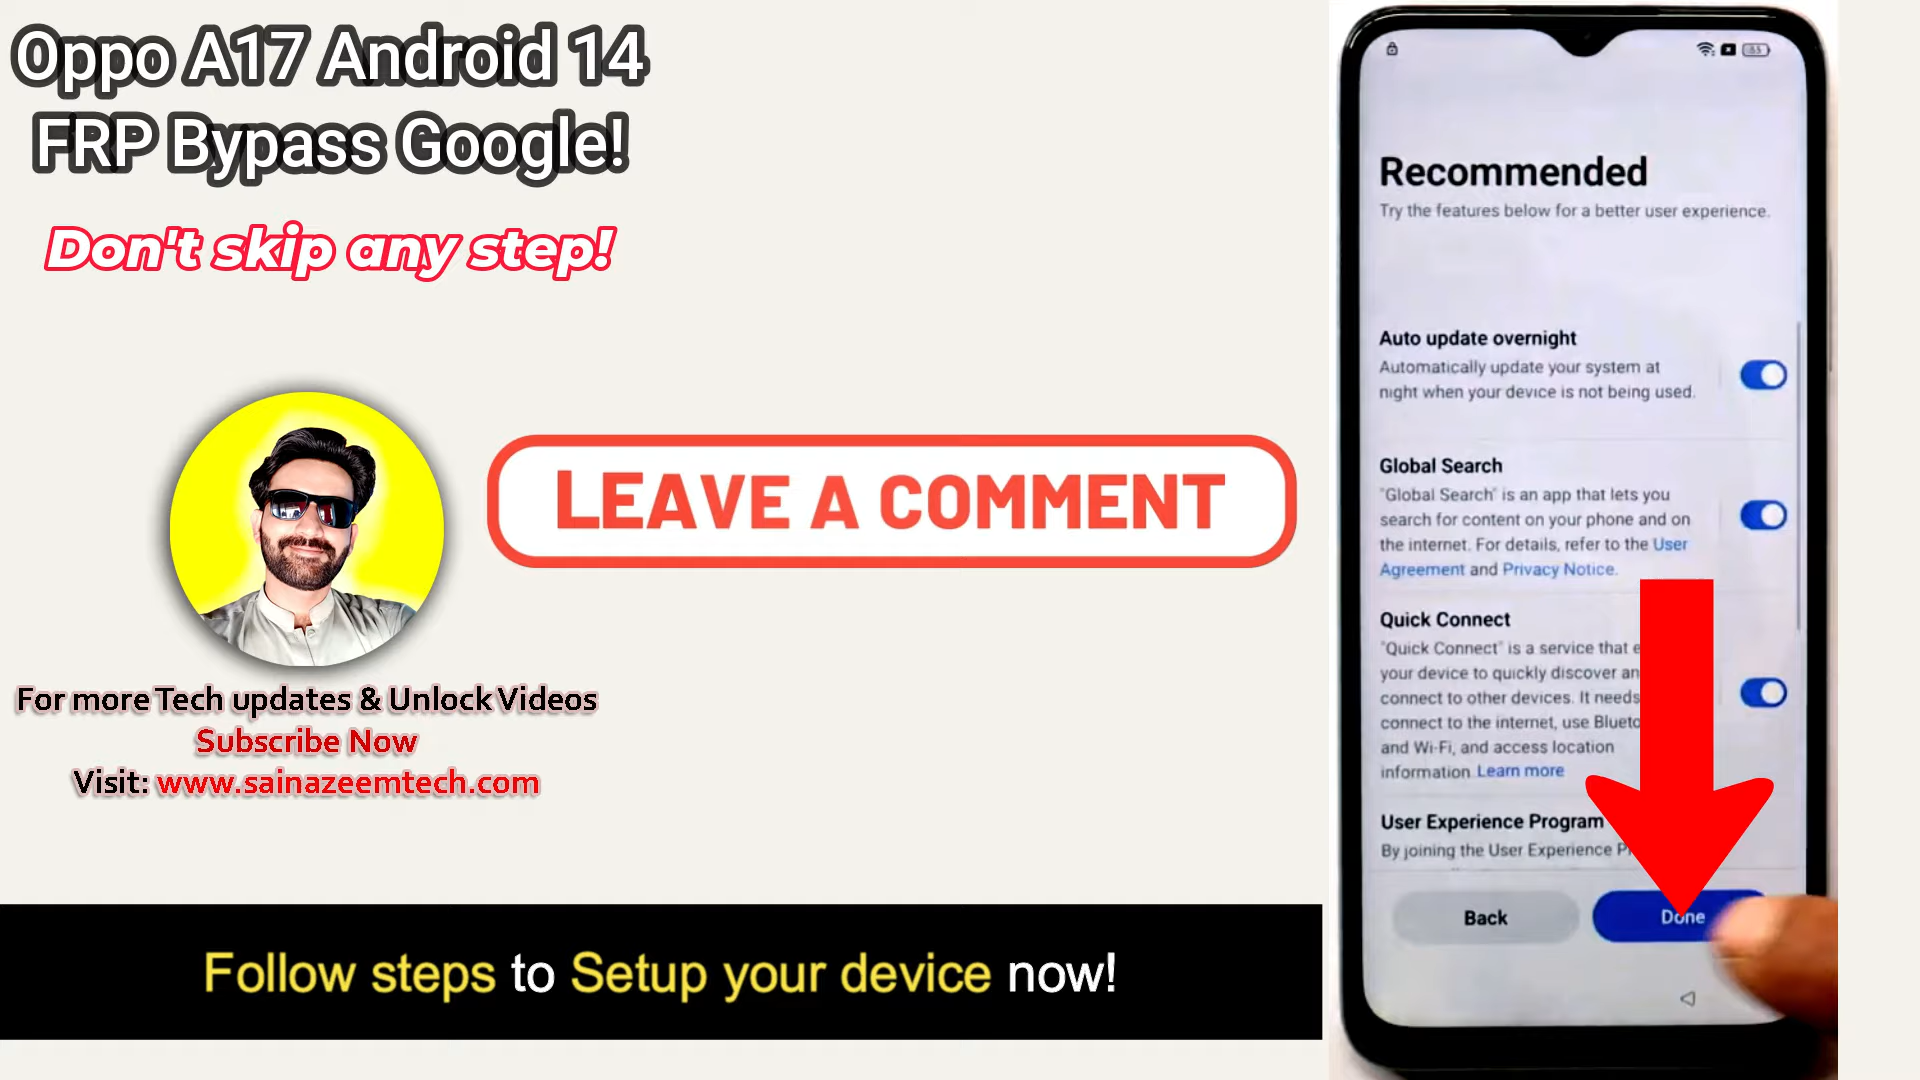 Oppo A17 Android 14
FRP Bypass Google!
Don't skip any step!
LEAVE A COMMENT
For more Tech updates & Unlock Videos
Subscribe Now
Visit: www.sainazeemtech.com
Follow steps to Setup your device now!
55
Recommended
Try the features below for a better user experience.
Auto update overnight
Automatically update your system at
night when your device is not being used.
Global Search
"Global Search" is an app that lets you
search for content on your phone and on
the internet. For details, refer to the User
Agreement and Privacy Notice.
Quick Connect
"Quick Connect" is a service that
your device to quickly discover
connect to other devices. It needs
connect to the internet, use
and Wi-Fi, and access location
information Learn more
User Experience Program
By joining the User Experience
Back
Done